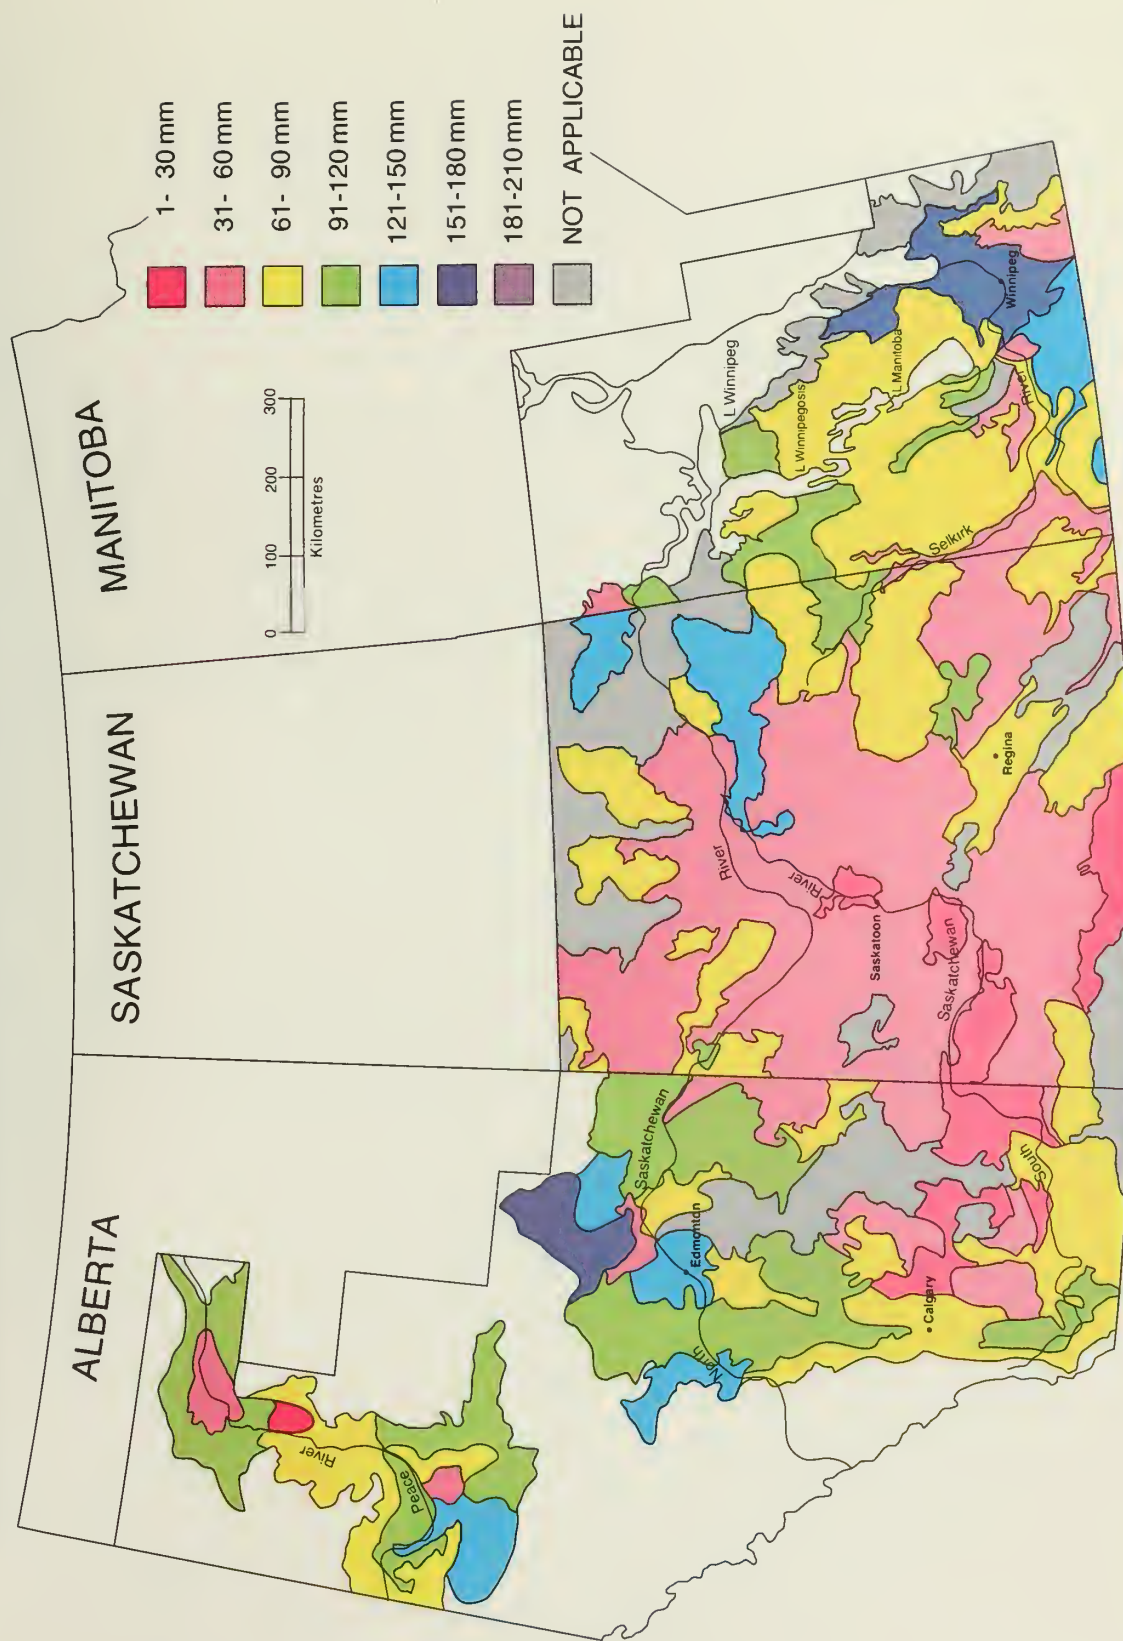 ALBERTA
SASKATCHEWAN
MANITOBA
0 100 200 300
Kilometres
1- 30 mm
31- 60 mm
61- 90 mm
91-120 mm
121-150 mm
151-180 mm
181-210 mm
NOT APPLICABLE
River
Peace
North
Saskatchewan
River
Edmonton
Calgary
South
Saskatchewan
River
Saskatoon
Regina
Selkirk
L Winnipeg
L Winnipegosis
L Manitoba
River
Winnipeg